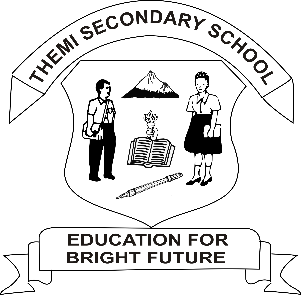 THEMI SECONDARY SCHOOL
EDUCATION FOR
BRIGHT FUTURE